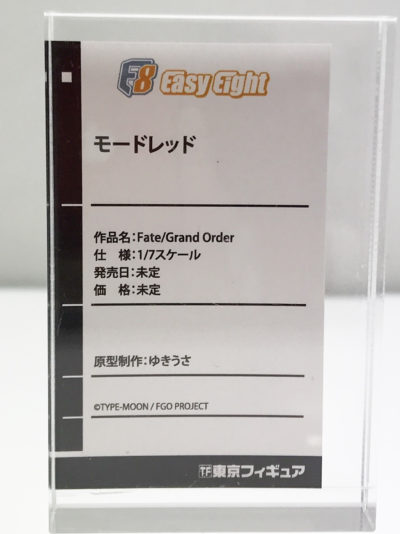 E8 Easy Eight
モードレッド
作品名：Fate/Grand Order
仕　様：1/7スケール
発売日：未定
価　格：未定
原型制作：ゆきうさ
©TYPE-MOON / FGO PROJECT
TF 東京フィギュア